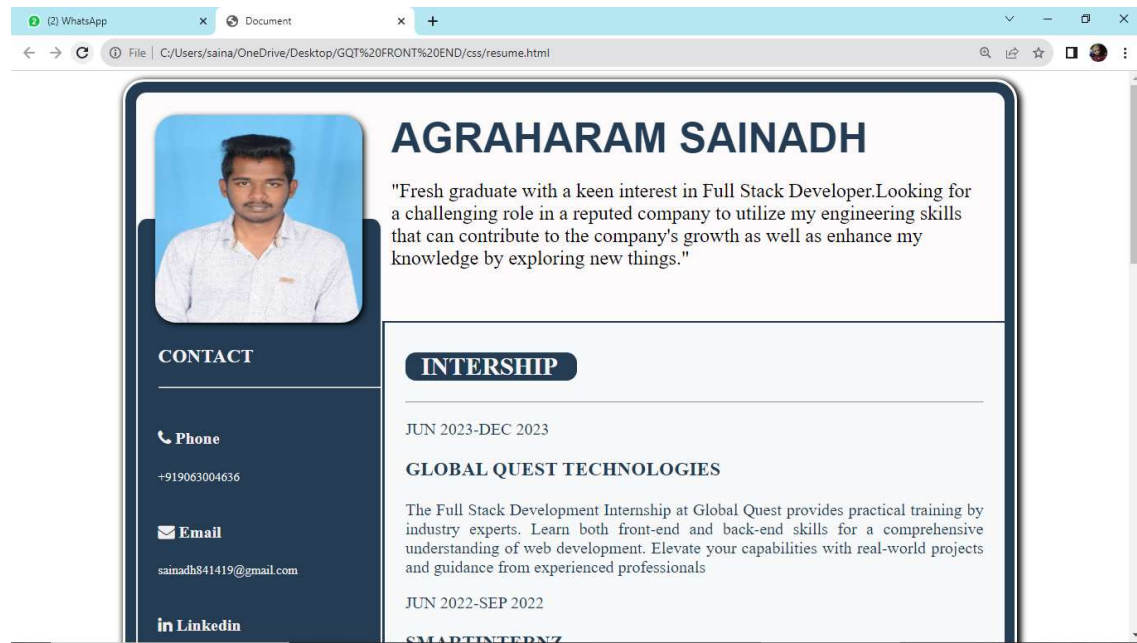 (2) WhatsApp
Document
File
C:/Users/saina/OneDrive/Desktop/GQT%20FRONT%20END/css/resume.html
AGRAHARAM SAINADH
"Fresh graduate with a keen interest in Full Stack Developer.Looking for
a challenging role in a reputed company to utilize my engineering skills
that can contribute to the company's growth as well as enhance my
knowledge by exploring new things."
CONTACT
Phone
+919063004636
Email
sainadh841419@gmail.com
in Linkedin
INTERSHIP
JUN 2023-DEC 2023
GLOBAL QUEST TECHNOLOGIES
The Full Stack Development Internship at Global Quest provides practical training by
industry experts. Learn both front-end and back-end skills for a comprehensive
understanding of web development. Elevate your capabilities with real-world projects
and guidance from experienced professionals
JUN 2022-SEP 2022
SMARTINTERNZ